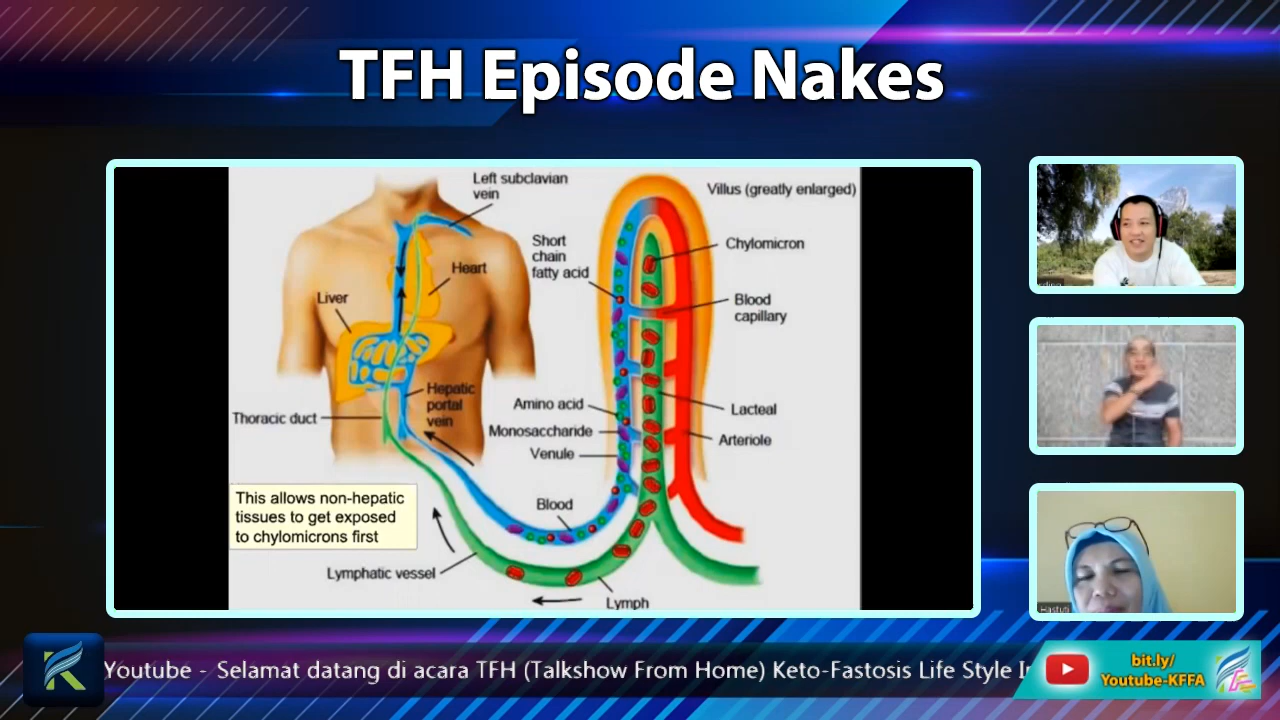 TFH Episode Nakes
Left subclavian
vein
Villus (greatly enlarged)
Short
chain
fatty acid
Chylomicron
Heart
Liver
Blood
capillary
Hepatic
portal
vein
Thoracic duct
Amino acid
Monosaccharide
Venule
Lacteal
Arteriole
This allows non-hepatic
tissues to get exposed
to chylomicrons first
Blood
Lymphatic vessel
Lymph
Hastuti
Youtube - Selamat datang di acara TFH (Talkshow From Home) Keto-Fastosis Life Style
bit.ly/
Youtube-KFFA